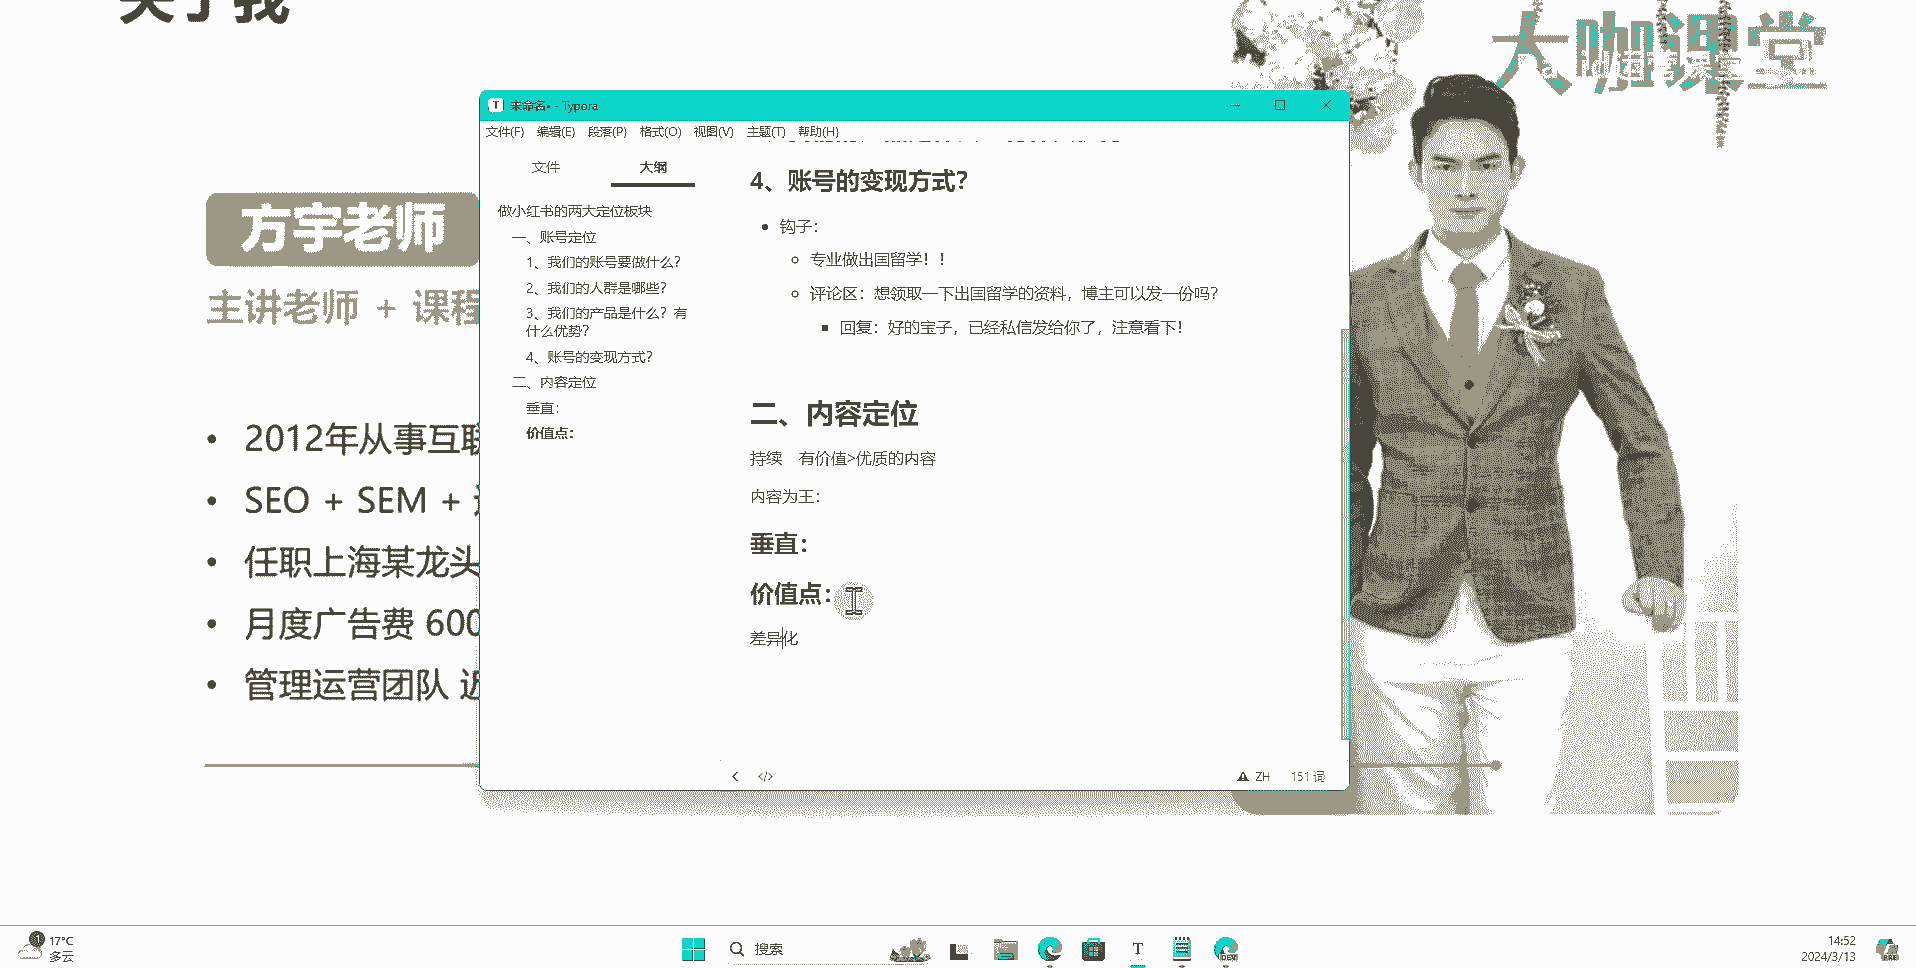 关于我
大咖课堂
方宇老师
主讲老师 + 课程
2012年从事互联
SEO + SEM +
任职上海某龙头
月度广告费 600
管理运营团队 近
未命名• - Typora
文件(F) 编辑(E) 段落(P) 格式(O) 视图(V) 主题(T) 帮助(H)
文件 大纲
做小红书的两大定位板块
一、账号定位
1、我们的账号要做什么？
2、我们的人群是哪些？
3、我们的产品是什么？有
什么优势？
4、账号的变现方式？
二、内容定位
垂直：
价值点：
4、账号的变现方式？
钩子：
专业做出国留学！！
评论区：想领取一下出国留学的资料，博主可以发一份吗？
回复：好的宝子，已经私信发给你了，注意看下！
二、内容定位
持续 有价值>优质的内容
内容为王：
垂直：
价值点：
差异化
ZH 151 词
1
17°C
多云
搜索
T
DEV
14:52
2024/3/13
PRE